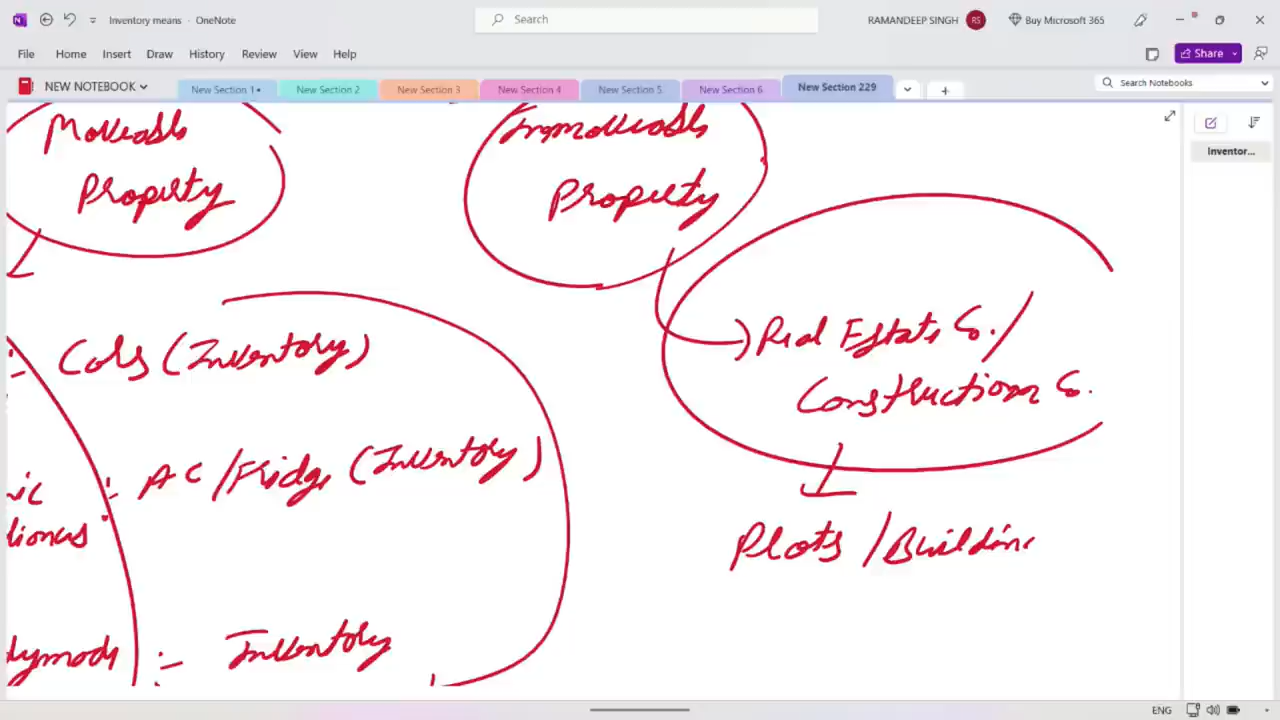 Inventory means - OneNote
Search
RAMANDEEP SINGH
RS
Buy Microsoft 365
File
Home
Insert
Draw
History
Review
View
Help
Share
NEW NOTEBOOK
New Section 1
New Section 2
New Section 3
New Section 4
New Section 5
New Section 6
New Section 229
Search Notebooks
Inventor...
Moveable
Property
Immoveable
Property
Real Estate Co. /
Construction Co.
Cars (Inventory)
:- AC / Fridge (Inventory)
Plots / Building
:- Inventory
ENG